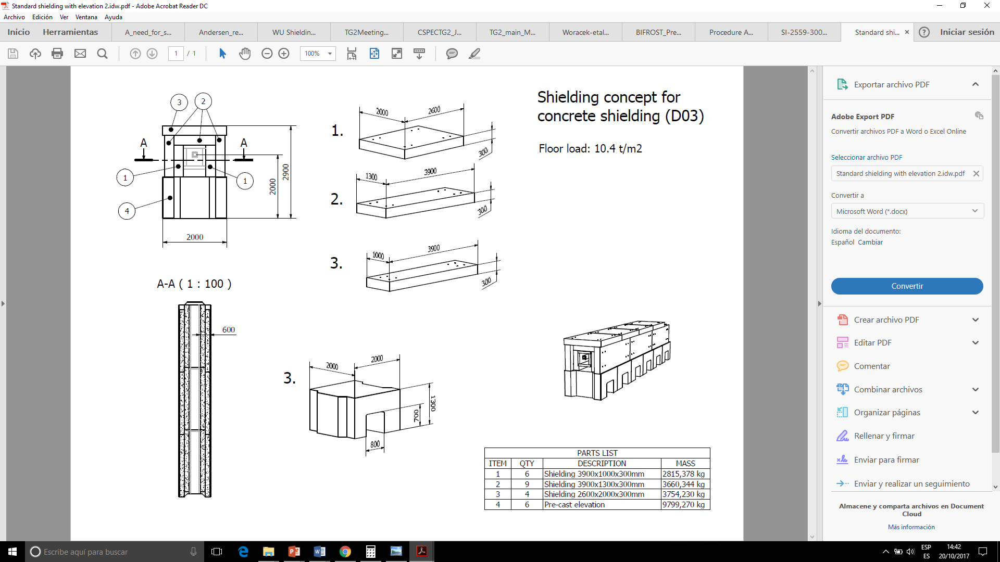 Standard shielding with elevation 2.idw.pdf - Adobe Acrobat Reader DC
Archivo Edición Ver Ventana Ayuda
Inicio Herramientas A_need_for_s... Andersen_re... WU Shieldin... TG2Meeting... CSPECTG2_J... TG2_main_M... Woracek-etal... BIFROST_Pre... Procedure A... SI-2559-300... Standard shi... Iniciar sesión
1 / 1 100%
Shielding concept for
concrete shielding (D03)
Floor load: 10.4 t/m2
3 2
A A
1 1
4
2000
2900
2000
A-A ( 1 : 100 )
600
1.
2000 2600
300
2.
1300 3900
300
3.
1000 3900
300
3.
2000 2000
1300
700
800
PARTS LIST
ITEM QTY DESCRIPTION MASS
1 6 Shielding 3900x1000x300mm 2815,378 kg
2 9 Shielding 3900x1300x300mm 3660,344 kg
3 4 Shielding 2600x2000x300mm 3754,230 kg
4 6 Pre-cast elevation 9799,270 kg
Exportar archivo PDF
Adobe Export PDF
Convertir archivos PDF a Word o Excel Online
Seleccionar archivo PDF
Standard shielding with elevation 2.idw.pdf
Convertir a
Microsoft Word (*.docx)
Idioma del documento:
Español Cambiar
Convertir
Crear archivo PDF
Editar PDF
Comentar
Combinar archivos
Organizar páginas
Rellenar y firmar
Enviar para firmar
Enviar y realizar un seguimiento
Almacene y comparta archivos en Document
Cloud
Más información
Escribe aquí para buscar
ESP
ES
14:42
20/10/2017